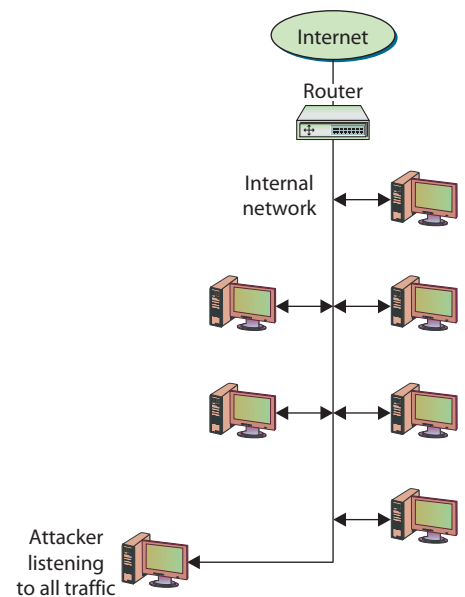 Internet
Router
Internal
network
Attacker
listening
to all traffic